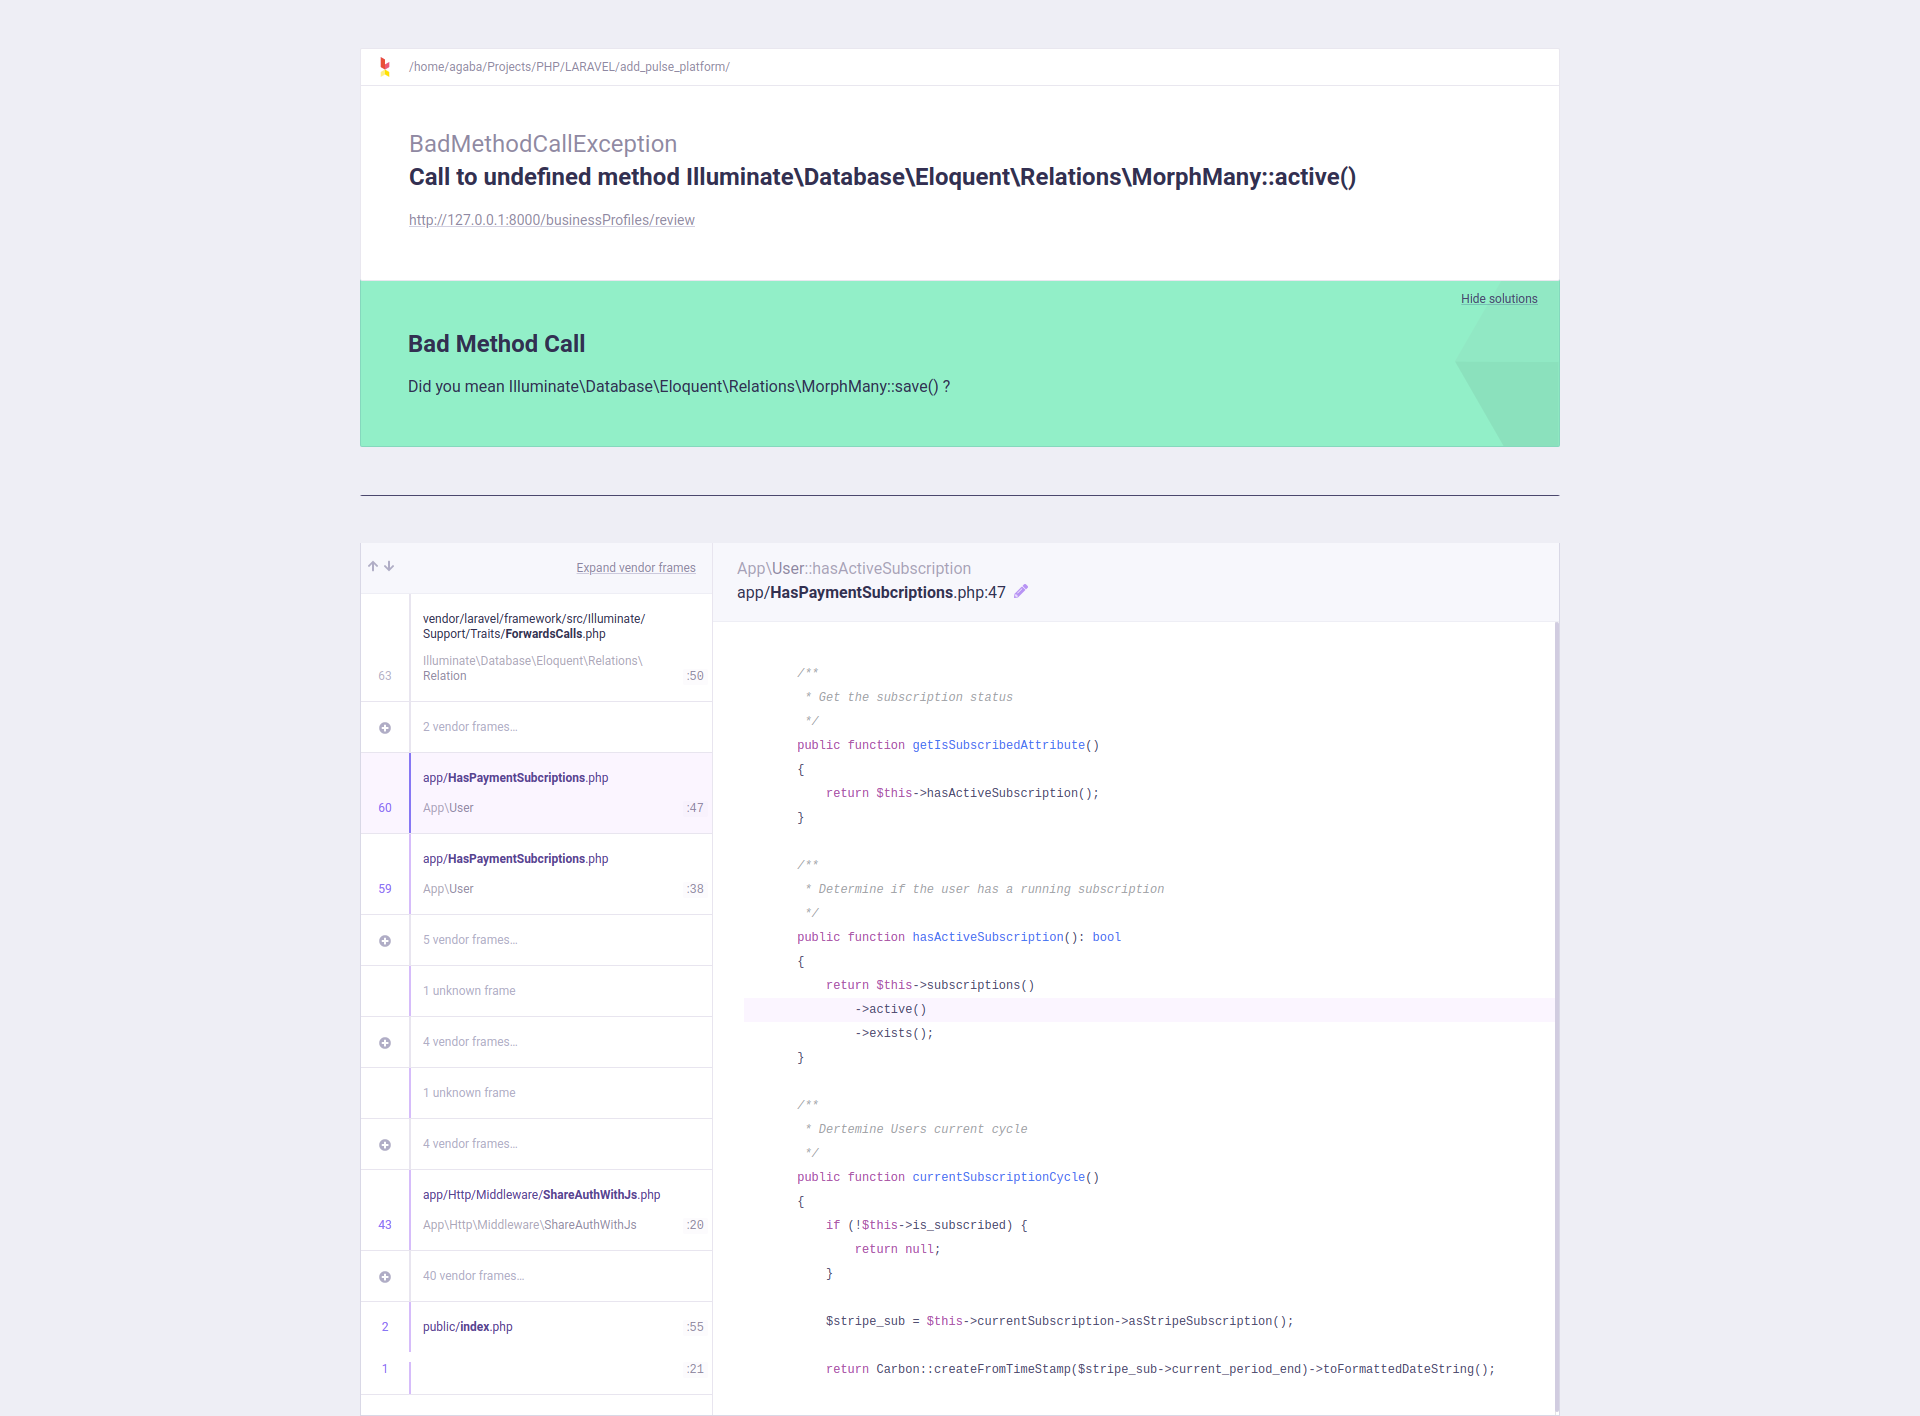 /home/agaba/Projects/PHP/LARAVEL/add_pulse_platform/
BadMethodCallException
Call to undefined method Illuminate\Database\Eloquent\Relations\MorphMany::active()
http://127.0.0.1:8000/businessProfiles/review
Hide solutions
Bad Method Call
Did you mean Illuminate\Database\Eloquent\Relations\MorphMany::save() ?
Expand vendor frames
vendor/laravel/framework/src/Illuminate/
Support/Traits/ForwardsCalls.php
Illuminate\Database\Eloquent\Relations\
63 Relation :50
2 vendor frames…
app/HasPaymentSubcriptions.php
60 App\User :47
app/HasPaymentSubcriptions.php
59 App\User :38
5 vendor frames…
1 unknown frame
4 vendor frames…
1 unknown frame
4 vendor frames…
app/Http/Middleware/ShareAuthWithJs.php
43 App\Http\Middleware\ShareAuthWithJs :20
40 vendor frames…
2 public/index.php :55
1 :21
App\User::hasActiveSubscription
app/HasPaymentSubcriptions.php:47
/**
 * Get the subscription status
 */
public function getIsSubscribedAttribute()
{
    return $this->hasActiveSubscription();
}
/**
 * Determine if the user has a running subscription
 */
public function hasActiveSubscription(): bool
{
    return $this->subscriptions()
        ->active()
        ->exists();
}
/**
 * Dertemine Users current cycle
 */
public function currentSubscriptionCycle()
{
    if (!$this->is_subscribed) {
        return null;
    }
    $stripe_sub = $this->currentSubscription->asStripeSubscription();
    return Carbon::createFromTimeStamp($stripe_sub->current_period_end)->toFormattedDateString();